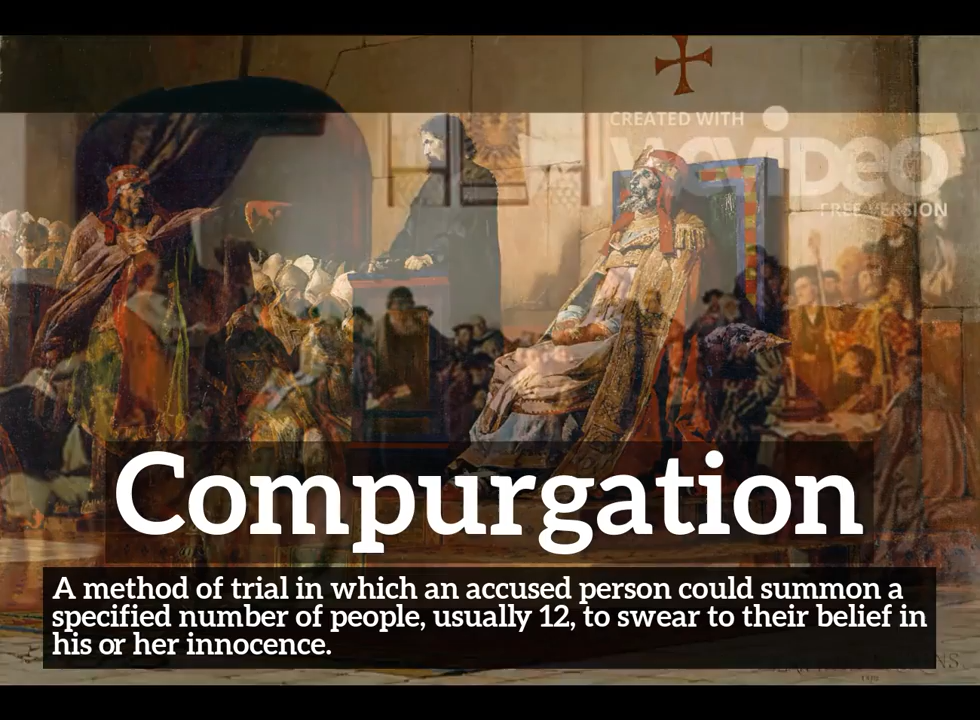 CREATED WITH
wevideo
FREE VERSION
Compurgation
A method of trial in which an accused person could summon a
specified number of people, usually 12, to swear to their belief in
his or her innocence.